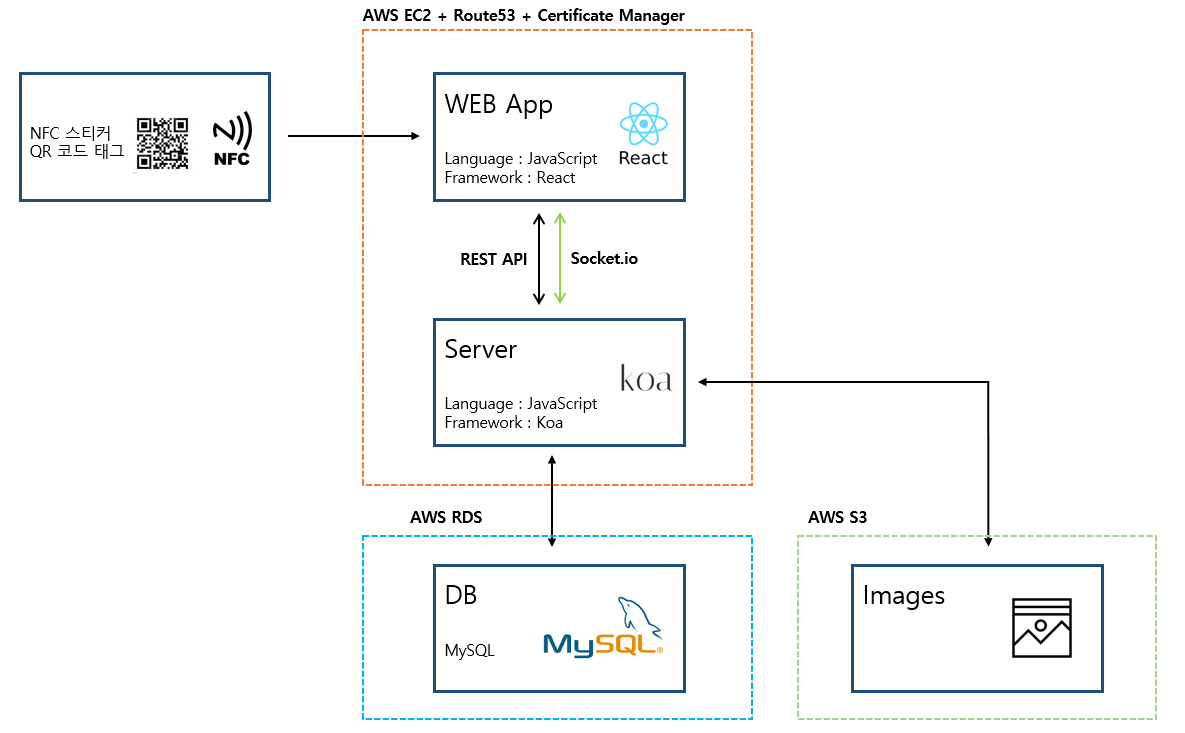 AWS EC2 + Route53 + Certificate Manager
NFC 스티커
QR 코드 태그
NFC
WEB App
Language : JavaScript
Framework : React
React
REST API
Socket.io
Server
Language : JavaScript
Framework : Koa
koa
AWS RDS
DB
MySQL
MySQL®
AWS S3
Images